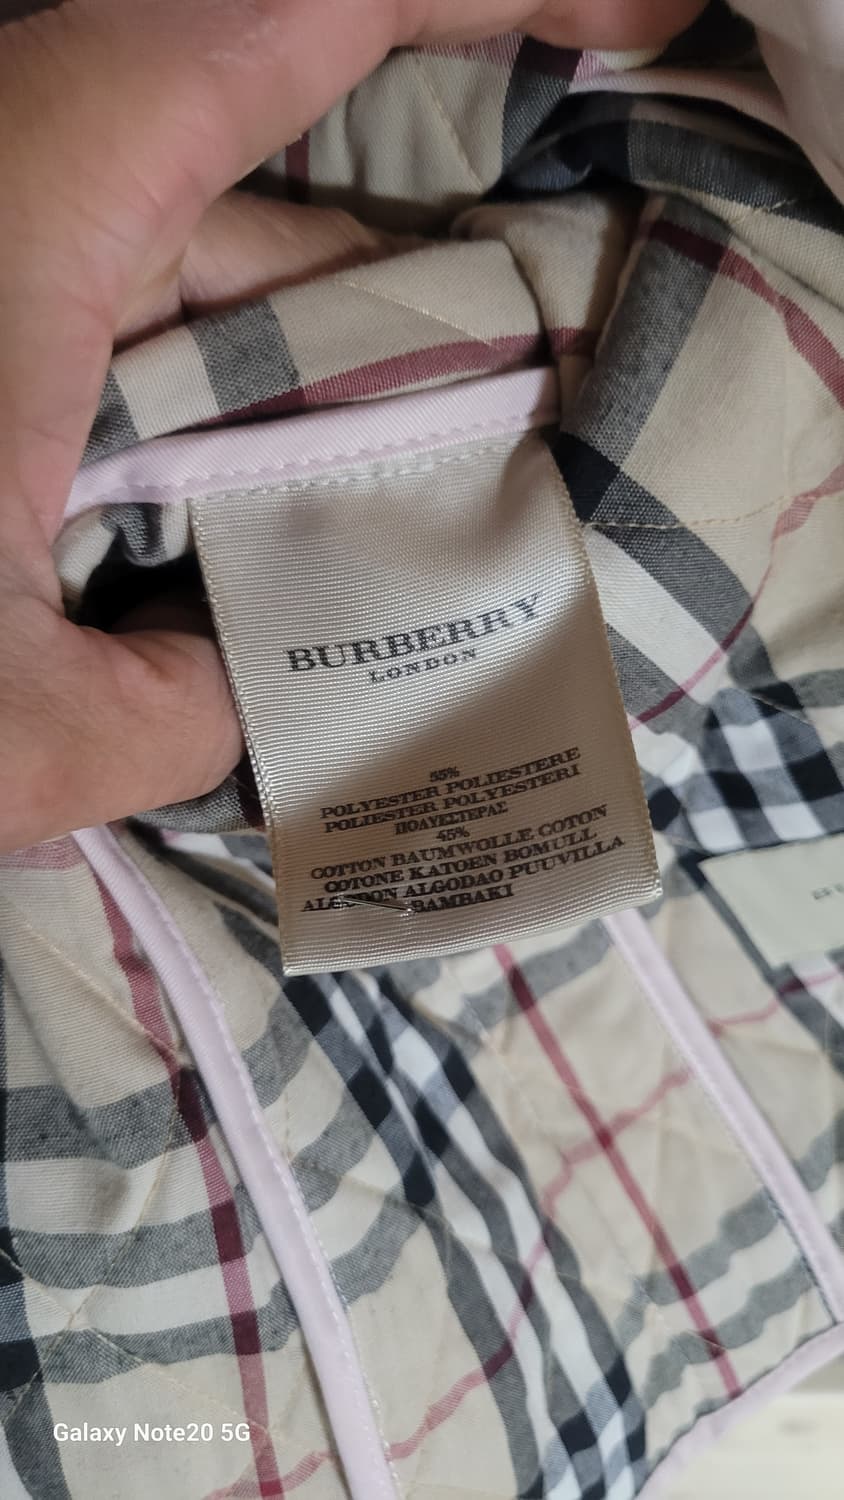 BURBERRY
LONDON
55%
POLYESTER POLIESTERE
POLIESTER POLYESTERI
ΠΟΛΥΕΣΤΕΡΑΣ
45%
COTTON BAUMWOLLE COTON
COTONE KATOEN BOMULL
ALGODON ALGODAO PUUVILLA
BAMBAKI
Galaxy Note20 5G